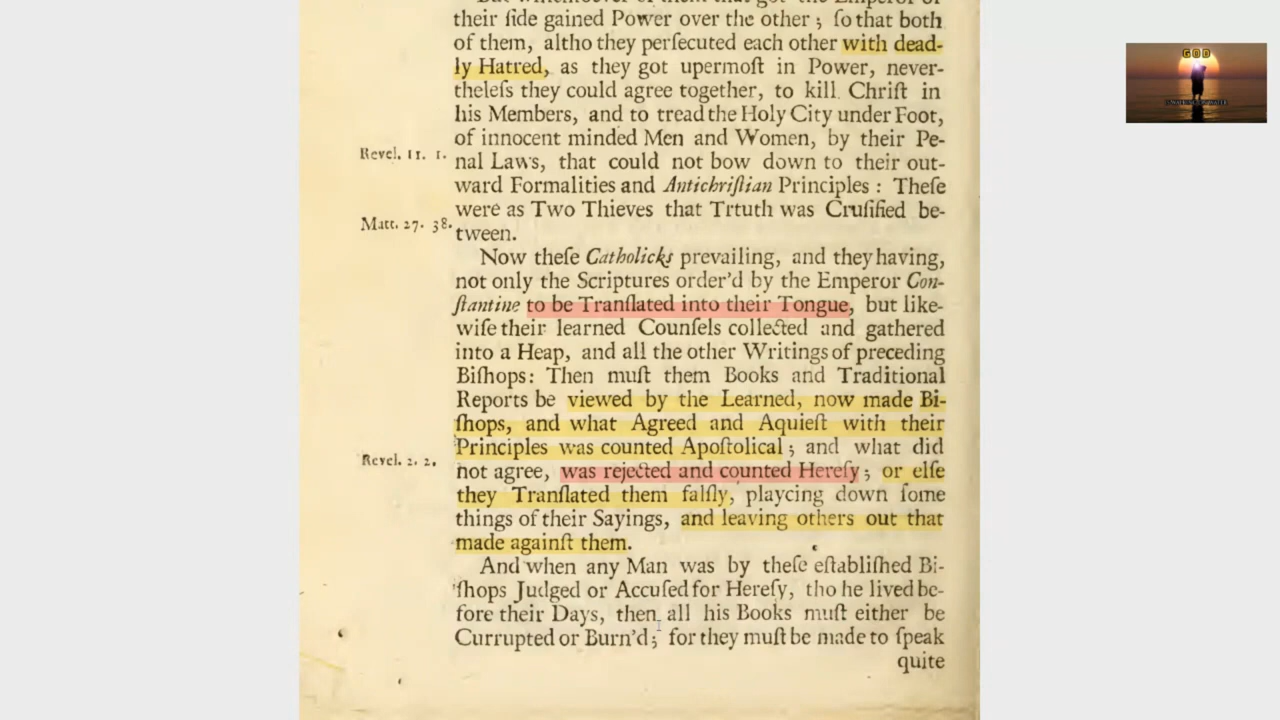 their ſide gained Power over the other ; ſo that both
of them, altho they perſecuted each other with dead-
ly Hatred, as they got upermoſt in Power, never-
theleſs they could agree together, to kill Chriſt in
his Members, and to tread the Holy City under Foot,
of innocent minded Men and Women, by their Pe-
Revel. 11. 1. nal Laws, that could not bow down to their out-
ward Formalities and Antichriſtian Principles : Theſe
were as Two Thieves that Trtuth was Cruſified be-
Matt. 27. 38. tween.
Now theſe Catholicks prevailing, and they having,
not only the Scriptures order'd by the Emperor Con-
ſtantine to be Tranſlated into their Tongue, but like-
wiſe their learned Counſels collected and gathered
into a Heap, and all the other Writings of preceding
Biſhops: Then muſt them Books and Traditional
Reports be viewed by the Learned, now made Bi-
ſhops, and what Agreed and Aquieſt with their
Principles was counted Apoſtolical ; and what did
Revel. 2. 2. not agree, was rejected and counted Hereſy ; or elſe
they Tranſlated them falſly, playcing down ſome
things of their Sayings, and leaving others out that
made againſt them.
And when any Man was by theſe eſtabliſhed Bi-
ſhops Judged or Accuſed for Hereſy, tho he lived be-
fore their Days, then all his Books muſt either be
Currupted or Burn'd ; for they muſt be made to ſpeak
quite
GOD